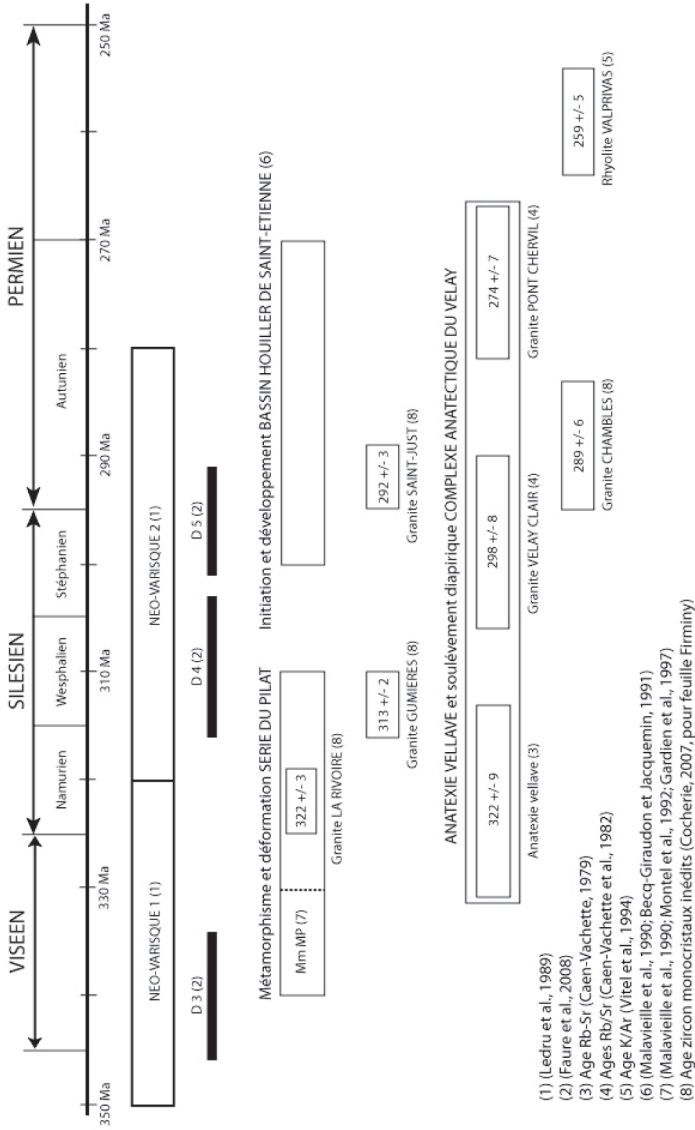 VISEEN
SILESIEN
PERMIEN
Namurien
Wesphalien
Stéphanien
Autunien
350 Ma
330 Ma
310 Ma
290 Ma
270 Ma
250 Ma
NEO-VARISQUE 1 (1)
NEO-VARISQUE 2 (1)
D 3 (2)
D 4 (2)
D 5 (2)
Métamorphisme et déformation SERIE DU PILAT
Initiation et développement BASSIN HOUILLER DE SAINT-ETIENNE (6)
Mm MP (7)
322 +/- 3
Granite LA RIVOIRE (8)
313 +/- 2
Granite GUMIERES (8)
292 +/- 3
Granite SAINT-JUST (8)
ANATEXIE VELLAVE et soulévement diapirique COMPLEXE ANATECTIQUE DU VELAY
322 +/- 9
298 +/- 8
274 +/- 7
Anatexie vellave (3)
Granite VELAY CLAIR (4)
Granite PONT CHERVIL (4)
289 +/- 6
Granite CHAMBLES (8)
259 +/- 5
Rhyolite VALPRIVAS (5)
(1) (Ledru et al., 1989)
(2) (Faure et al., 2008)
(3) Age Rb-Sr (Caen-Vachette, 1979)
(4) Ages Rb/Sr (Caen-Vachette et al., 1982)
(5) Age K/Ar (Vitel et al., 1994)
(6) (Malavieille et al., 1990; Becq-Giraudon et Jacquemin, 1991)
(7) (Malavieille et al., 1990; Montel et al., 1992; Gardien et al., 1997)
(8) Age zircon monocristaux inédits (Cocherie, 2007, pour feuille Firminy)